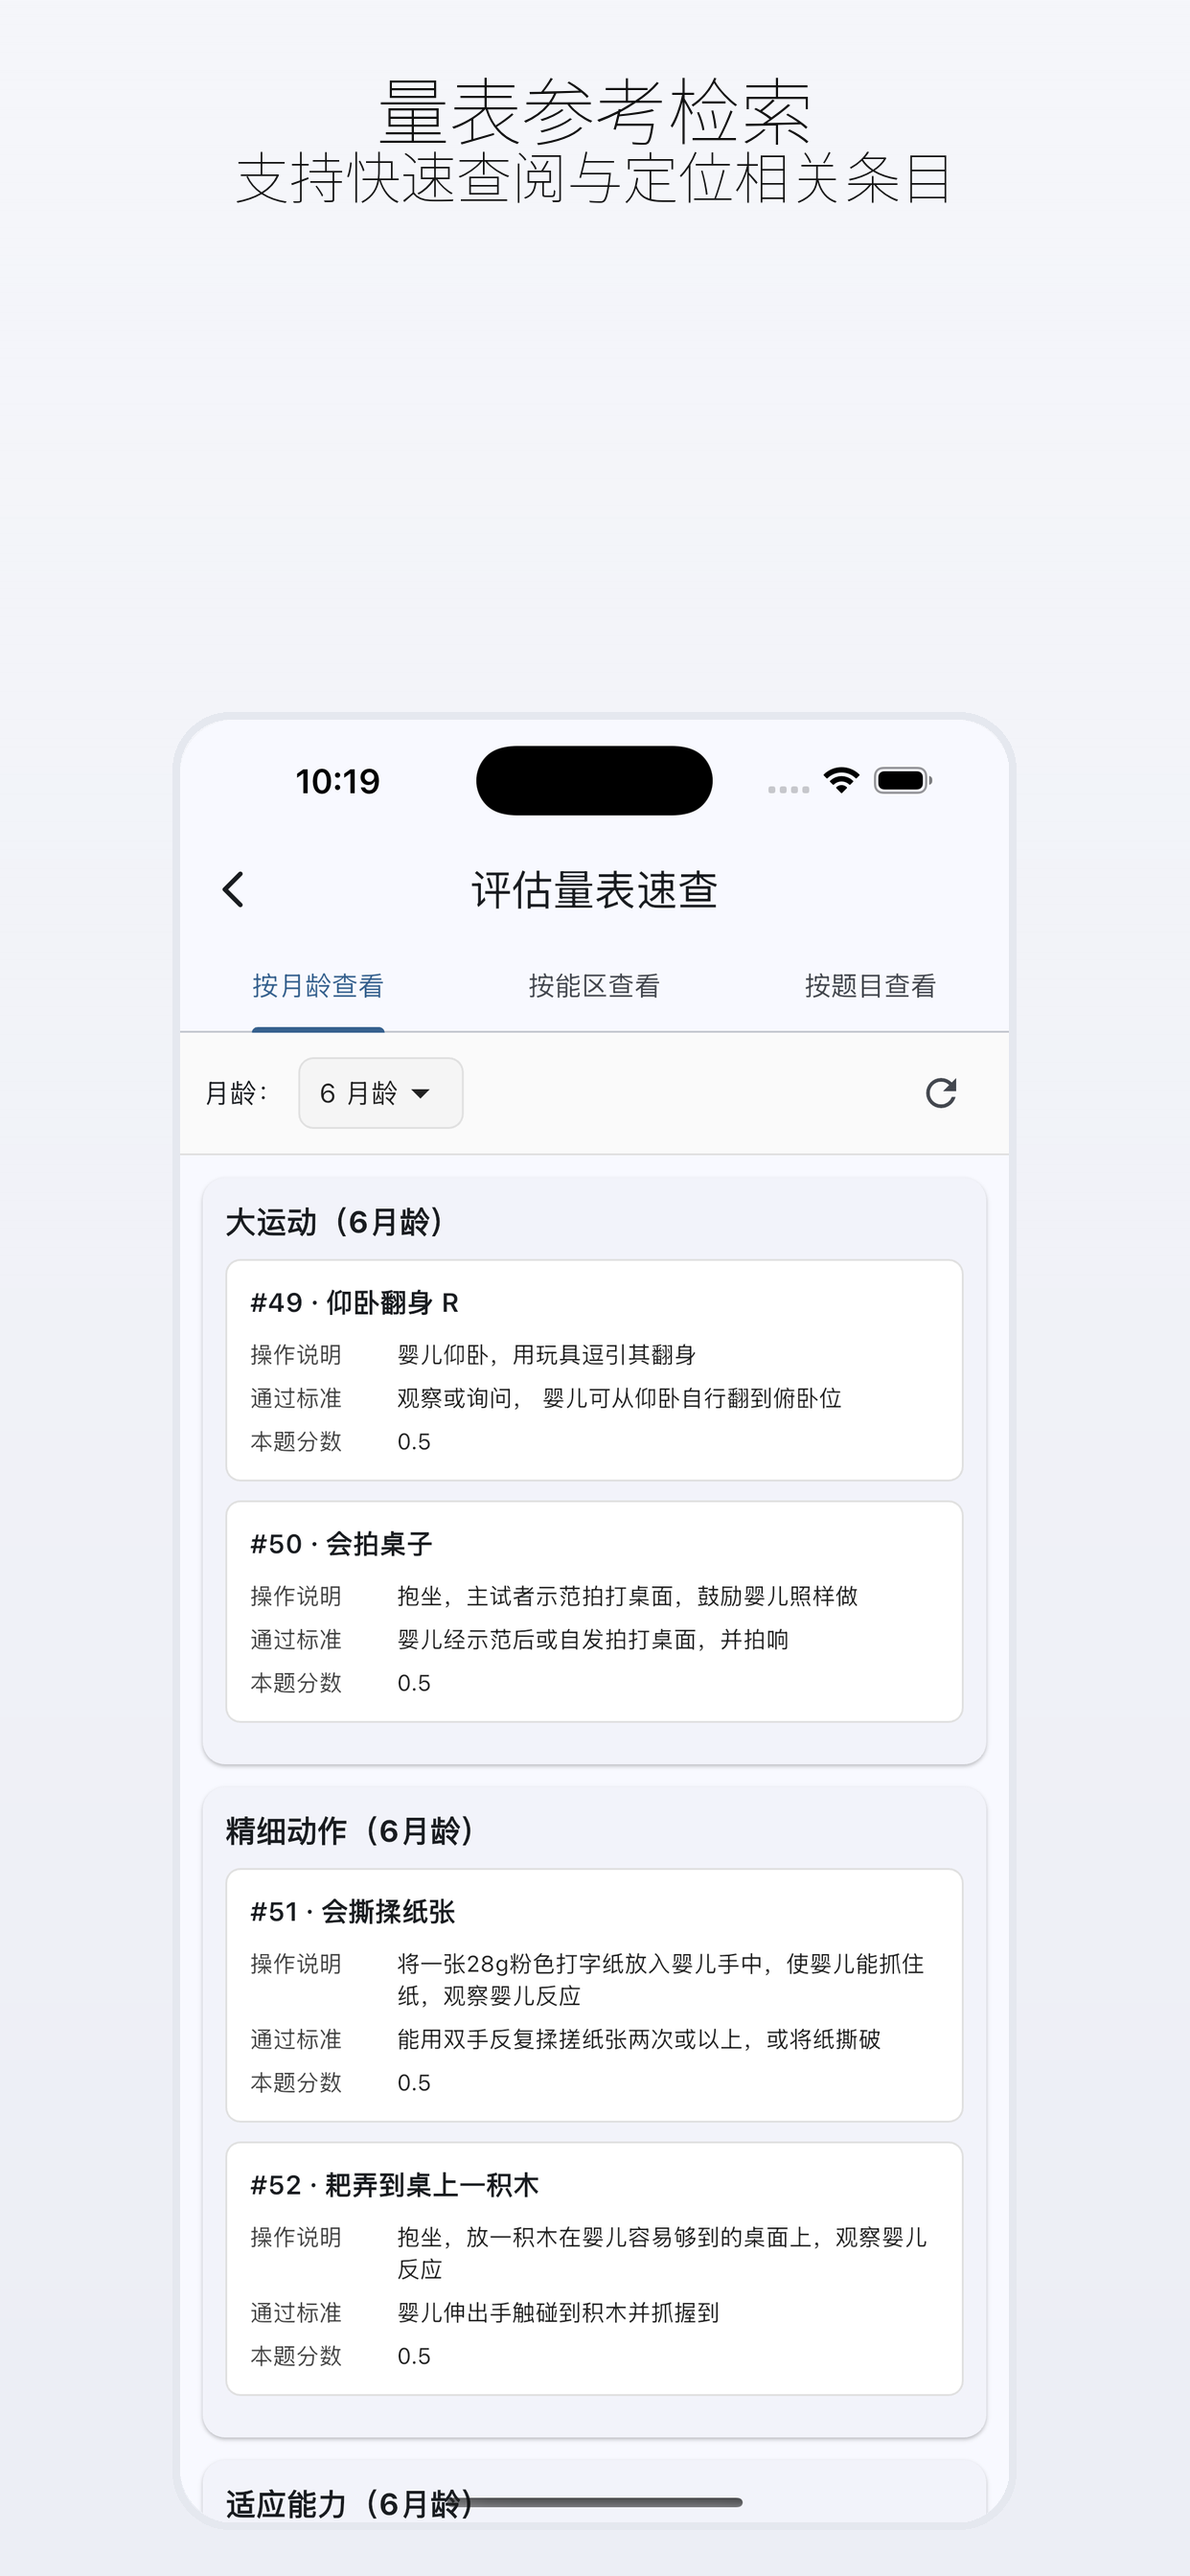 量表参考检索
支持快速查阅与定位相关条目
10:19
评估量表速查
按月龄查看 按能区查看 按题目查看
月龄： 6 月龄
大运动（6月龄）
#49 · 仰卧翻身 R
操作说明 婴儿仰卧，用玩具逗引其翻身
通过标准 观察或询问， 婴儿可从仰卧自行翻到俯卧位
本题分数 0.5
#50 · 会拍桌子
操作说明 抱坐，主试者示范拍打桌面，鼓励婴儿照样做
通过标准 婴儿经示范后或自发拍打桌面，并拍响
本题分数 0.5
精细动作（6月龄）
#51 · 会撕揉纸张
操作说明 将一张28g粉色打字纸放入婴儿手中，使婴儿能抓住
纸，观察婴儿反应
通过标准 能用双手反复揉搓纸张两次或以上，或将纸撕破
本题分数 0.5
#52 · 耙弄到桌上一积木
操作说明 抱坐，放一积木在婴儿容易够到的桌面上，观察婴儿
反应
通过标准 婴儿伸出手触碰到积木并抓握到
本题分数 0.5
适应能力（6月龄）